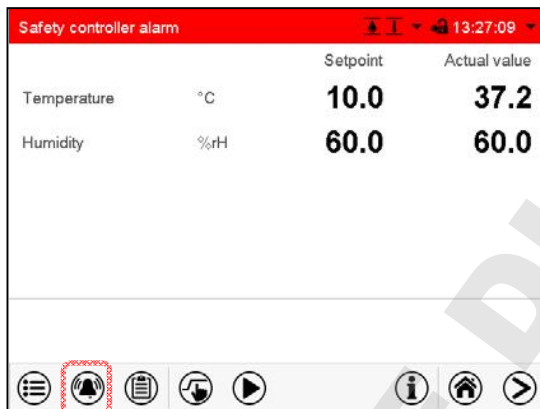 Safety controller alarm 13:27:09
Setpoint Actual value
Temperature °C 10.0 37.2
Humidity %rH 60.0 60.0